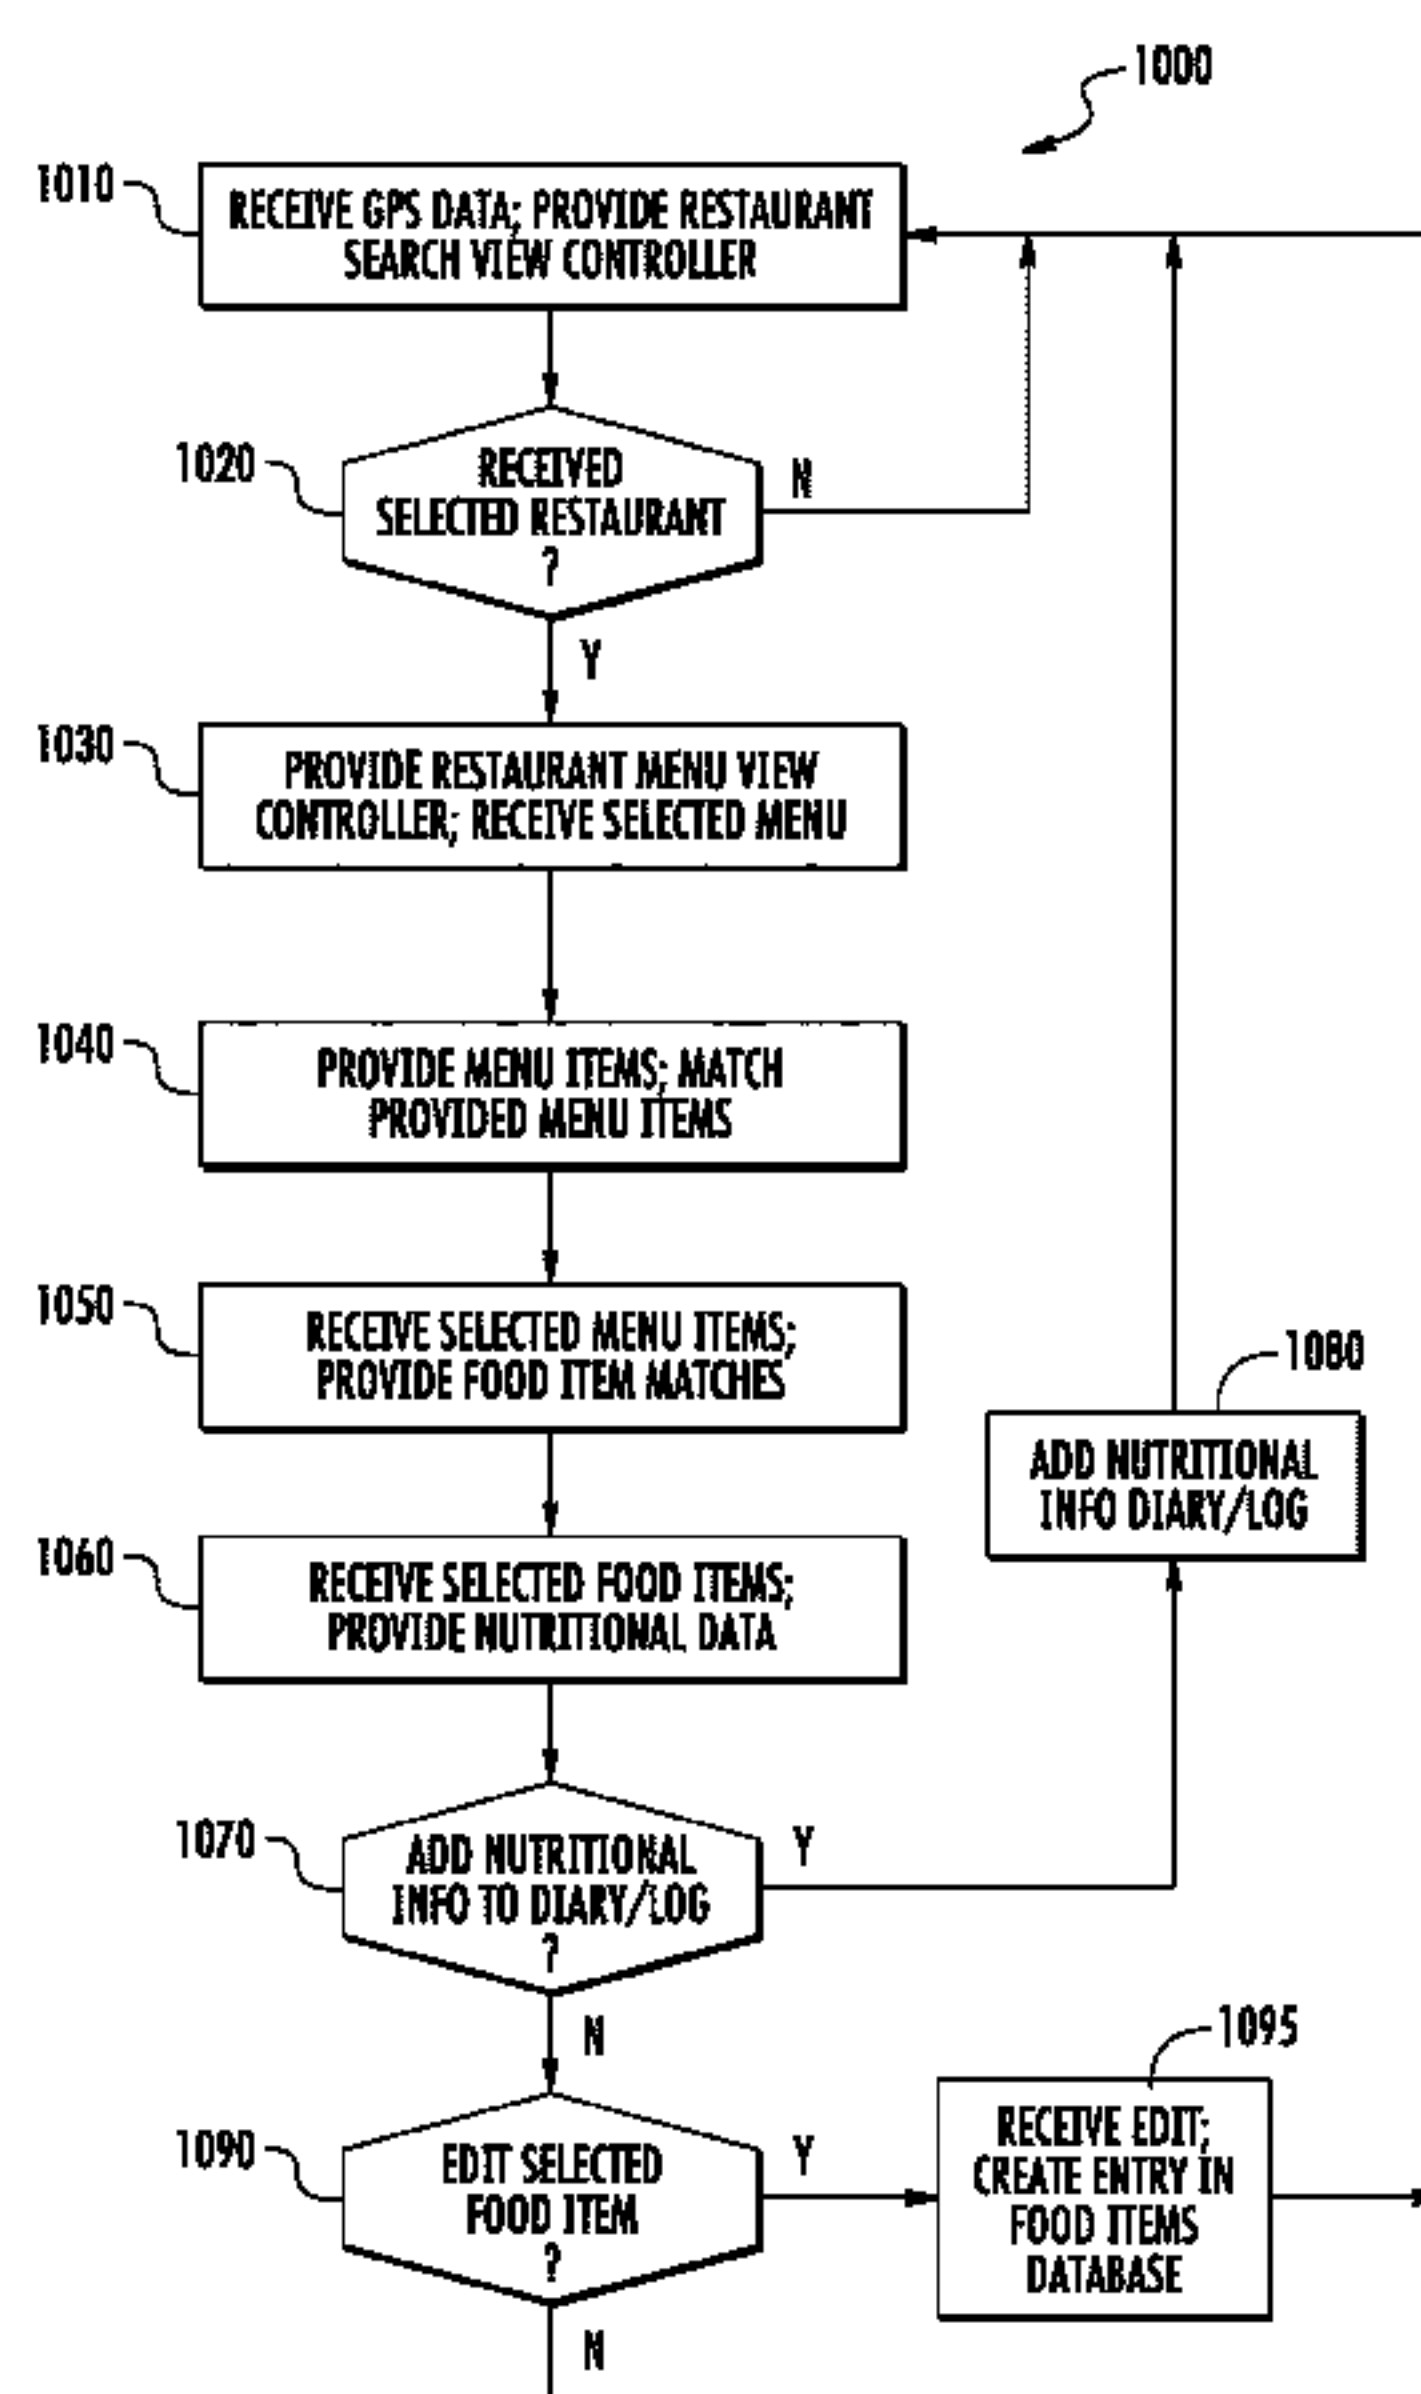 1000
1010
RECEIVE GPS DATA; PROVIDE RESTAURANT
SEARCH VIEW CONTROLLER
1020
RECEIVED
SELECTED RESTAURANT
?
N
Y
1030
PROVIDE RESTAURANT MENU VIEW
CONTROLLER; RECEIVE SELECTED MENU
1040
PROVIDE MENU ITEMS; MATCH
PROVIDED MENU ITEMS
1050
RECEIVE SELECTED MENU ITEMS;
PROVIDE FOOD ITEM MATCHES
1080
ADD NUTRITIONAL
INFO DIARY/LOG
1060
RECEIVE SELECTED FOOD ITEMS;
PROVIDE NUTRITIONAL DATA
1070
ADD NUTRITIONAL
INFO TO DIARY/LOG
?
Y
N
1090
EDIT SELECTED
FOOD ITEM
?
Y
N
1095
RECEIVE EDIT;
CREATE ENTRY IN
FOOD ITEMS
DATABASE